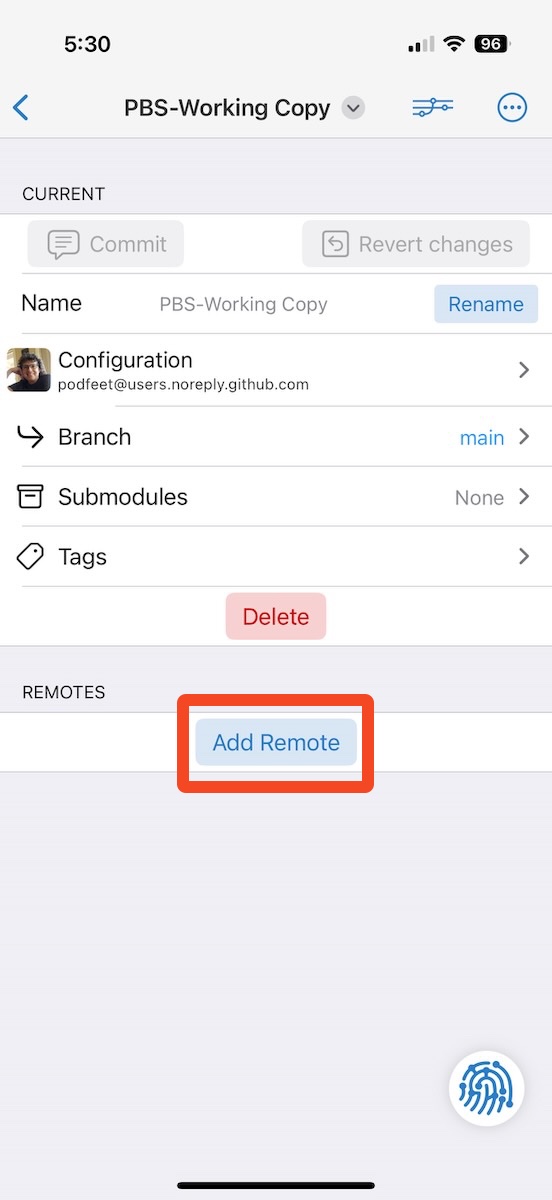 5:30
96
PBS-Working Copy
CURRENT
Commit
Revert changes
Name
PBS-Working Copy
Rename
Configuration
podfeet@users.noreply.github.com
Branch
main
Submodules
None
Tags
Delete
REMOTES
Add Remote